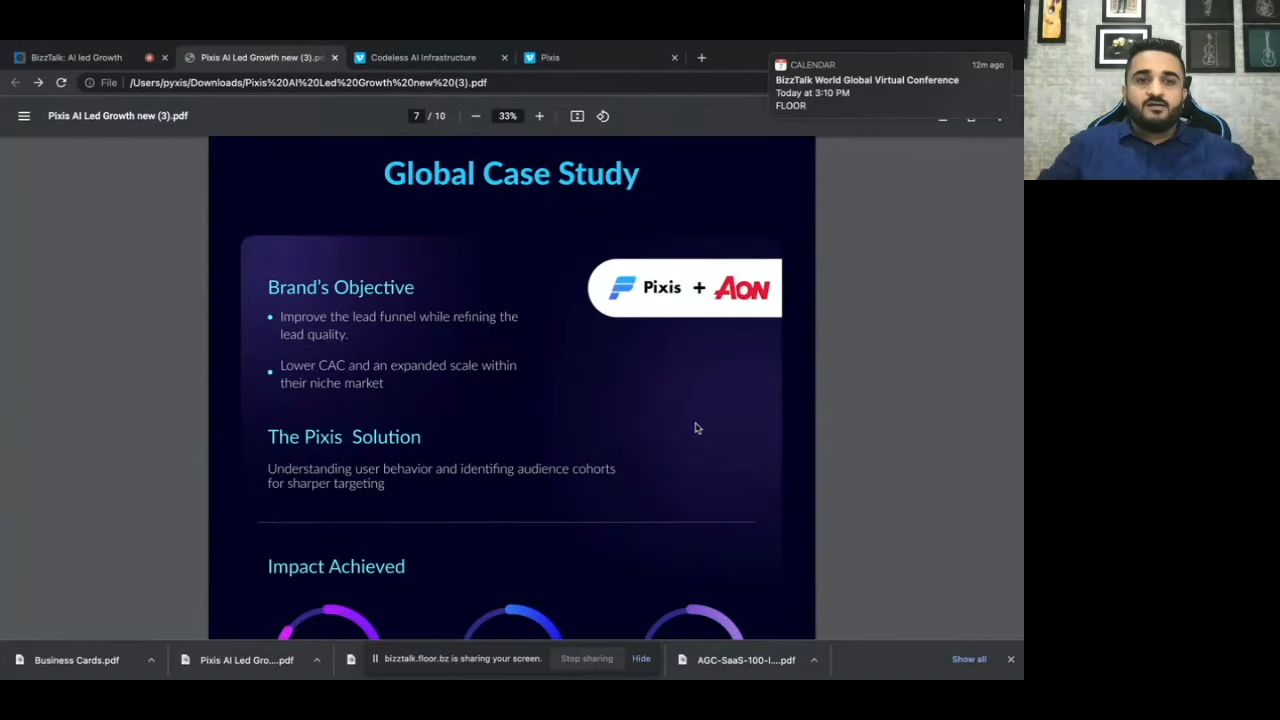 BizzTalk: AI led Growth
Pixis AI Led Growth new (3).pd
Codeless AI Infrastructure
Pixis
File
/Users/pyxis/Downloads/Pixis%20AI%20Led%20Growth%20new%20(3).pdf
CALENDAR
12m ago
BizzTalk World Global Virtual Conference
Today at 3:10 PM
FLOOR
Pixis AI Led Growth new (3).pdf
7 / 10
33%
Global Case Study
Brand's Objective
Pixis + AON
Improve the lead funnel while refining the
lead quality.
Lower CAC and an expanded scale within
their niche market
The Pixis Solution
Understanding user behavior and identifing audience cohorts
for sharper targeting
Impact Achieved
Business Cards.pdf
Pixis AI Led Gro....pdf
bizztalk.floor.bz is sharing your screen.
Stop sharing
Hide
AGC-SaaS-100-I....pdf
Show all